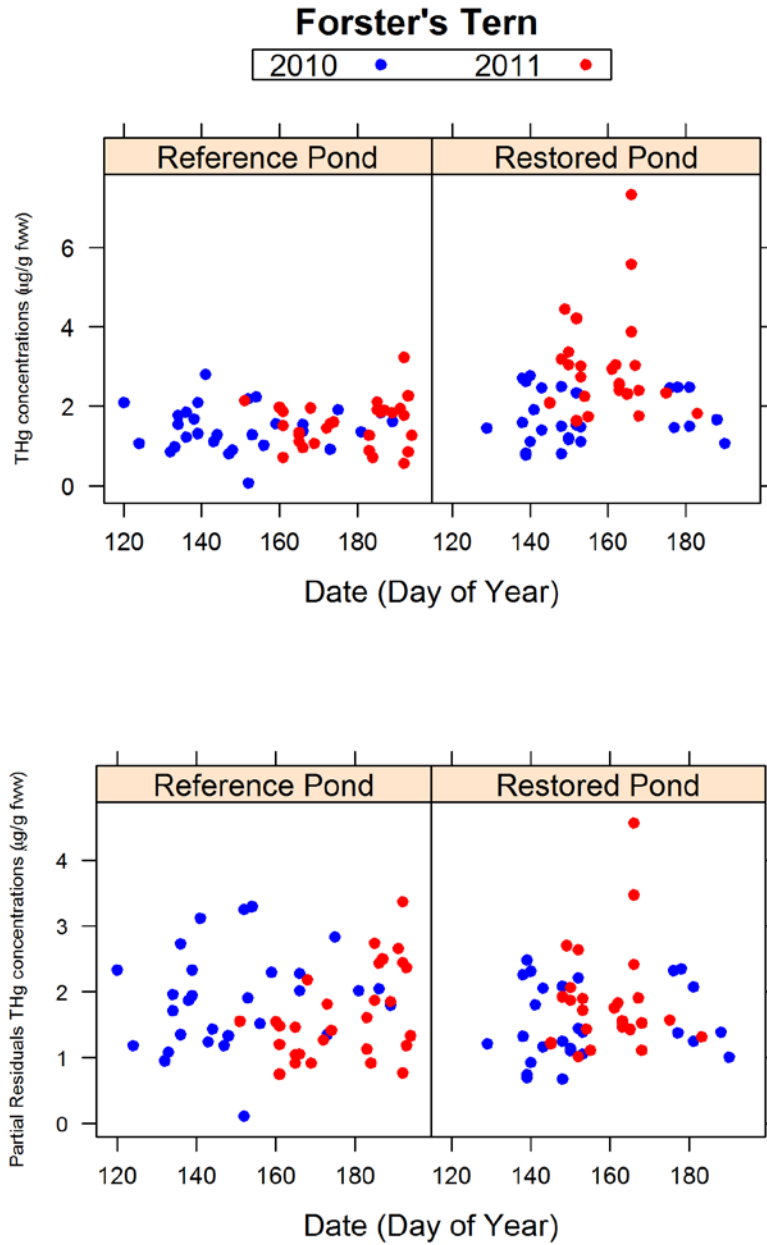 Forster's Tern
2010 2011
Reference Pond Restored Pond
THg concentrations (µg/g fww)
6
4
2
0
120 140 160 180 120 140 160 180
Date (Day of Year)
Reference Pond Restored Pond
Partial Residuals THg concentrations (µg/g fww)
4
3
2
1
0
120 140 160 180 120 140 160 180
Date (Day of Year)